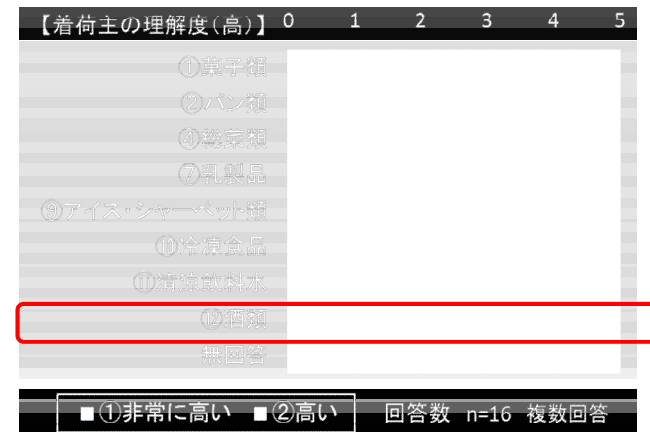 【着荷主の理解度(高)】 0 1 2 3 4 5
①菓子類
②パン類
④総菜類
⑦乳製品
⑨アイス・シャーベット類
⑩冷凍食品
⑪清涼飲料水
⑫酒類
無回答
■①非常に高い ■②高い 回答数 n=16 複数回答